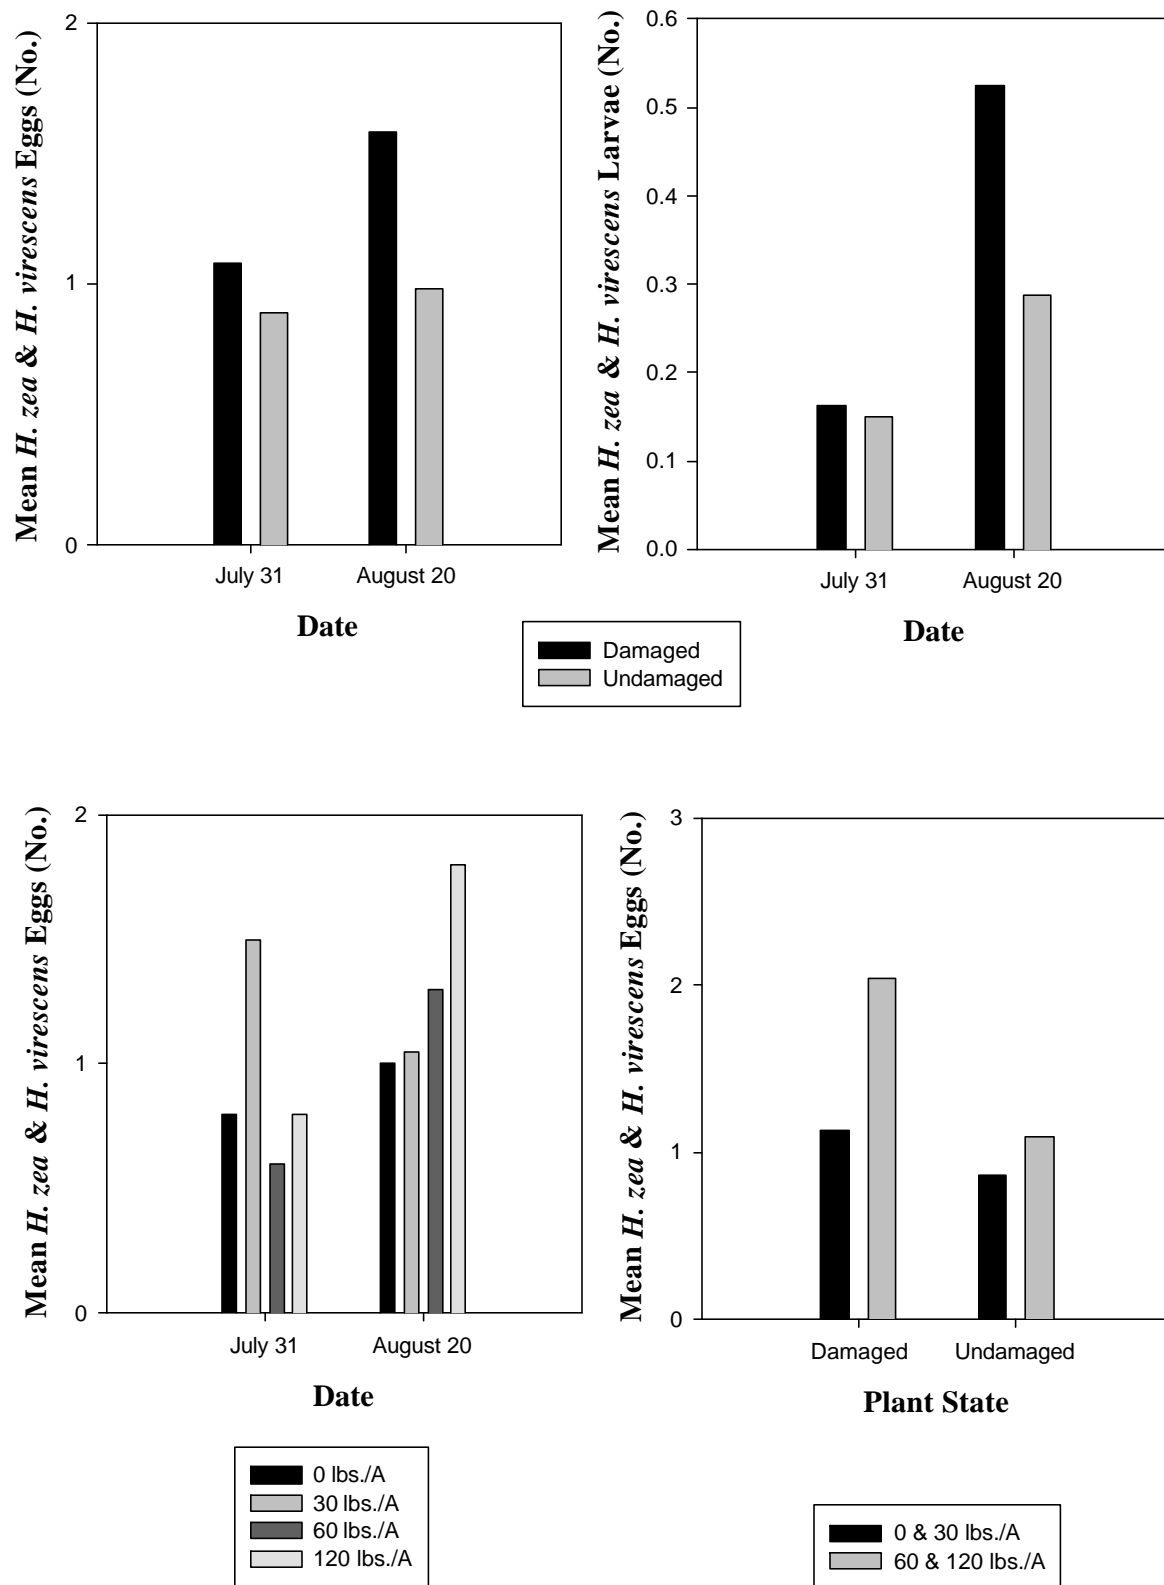 Mean H. zea & H. virescens Eggs (No.)
2
1
0
July 31 August 20
Date
Mean H. zea & H. virescens Larvae (No.)
0.6
0.5
0.4
0.3
0.2
0.1
0.0
July 31 August 20
Date
Damaged
Undamaged
Mean H. zea & H. virescens Eggs (No.)
2
1
0
July 31 August 20
Date
0 lbs./A
30 lbs./A
60 lbs./A
120 lbs./A
Mean H. zea & H. virescens Eggs (No.)
3
2
1
0
Damaged Undamaged
Plant State
0 & 30 lbs./A
60 & 120 lbs./A